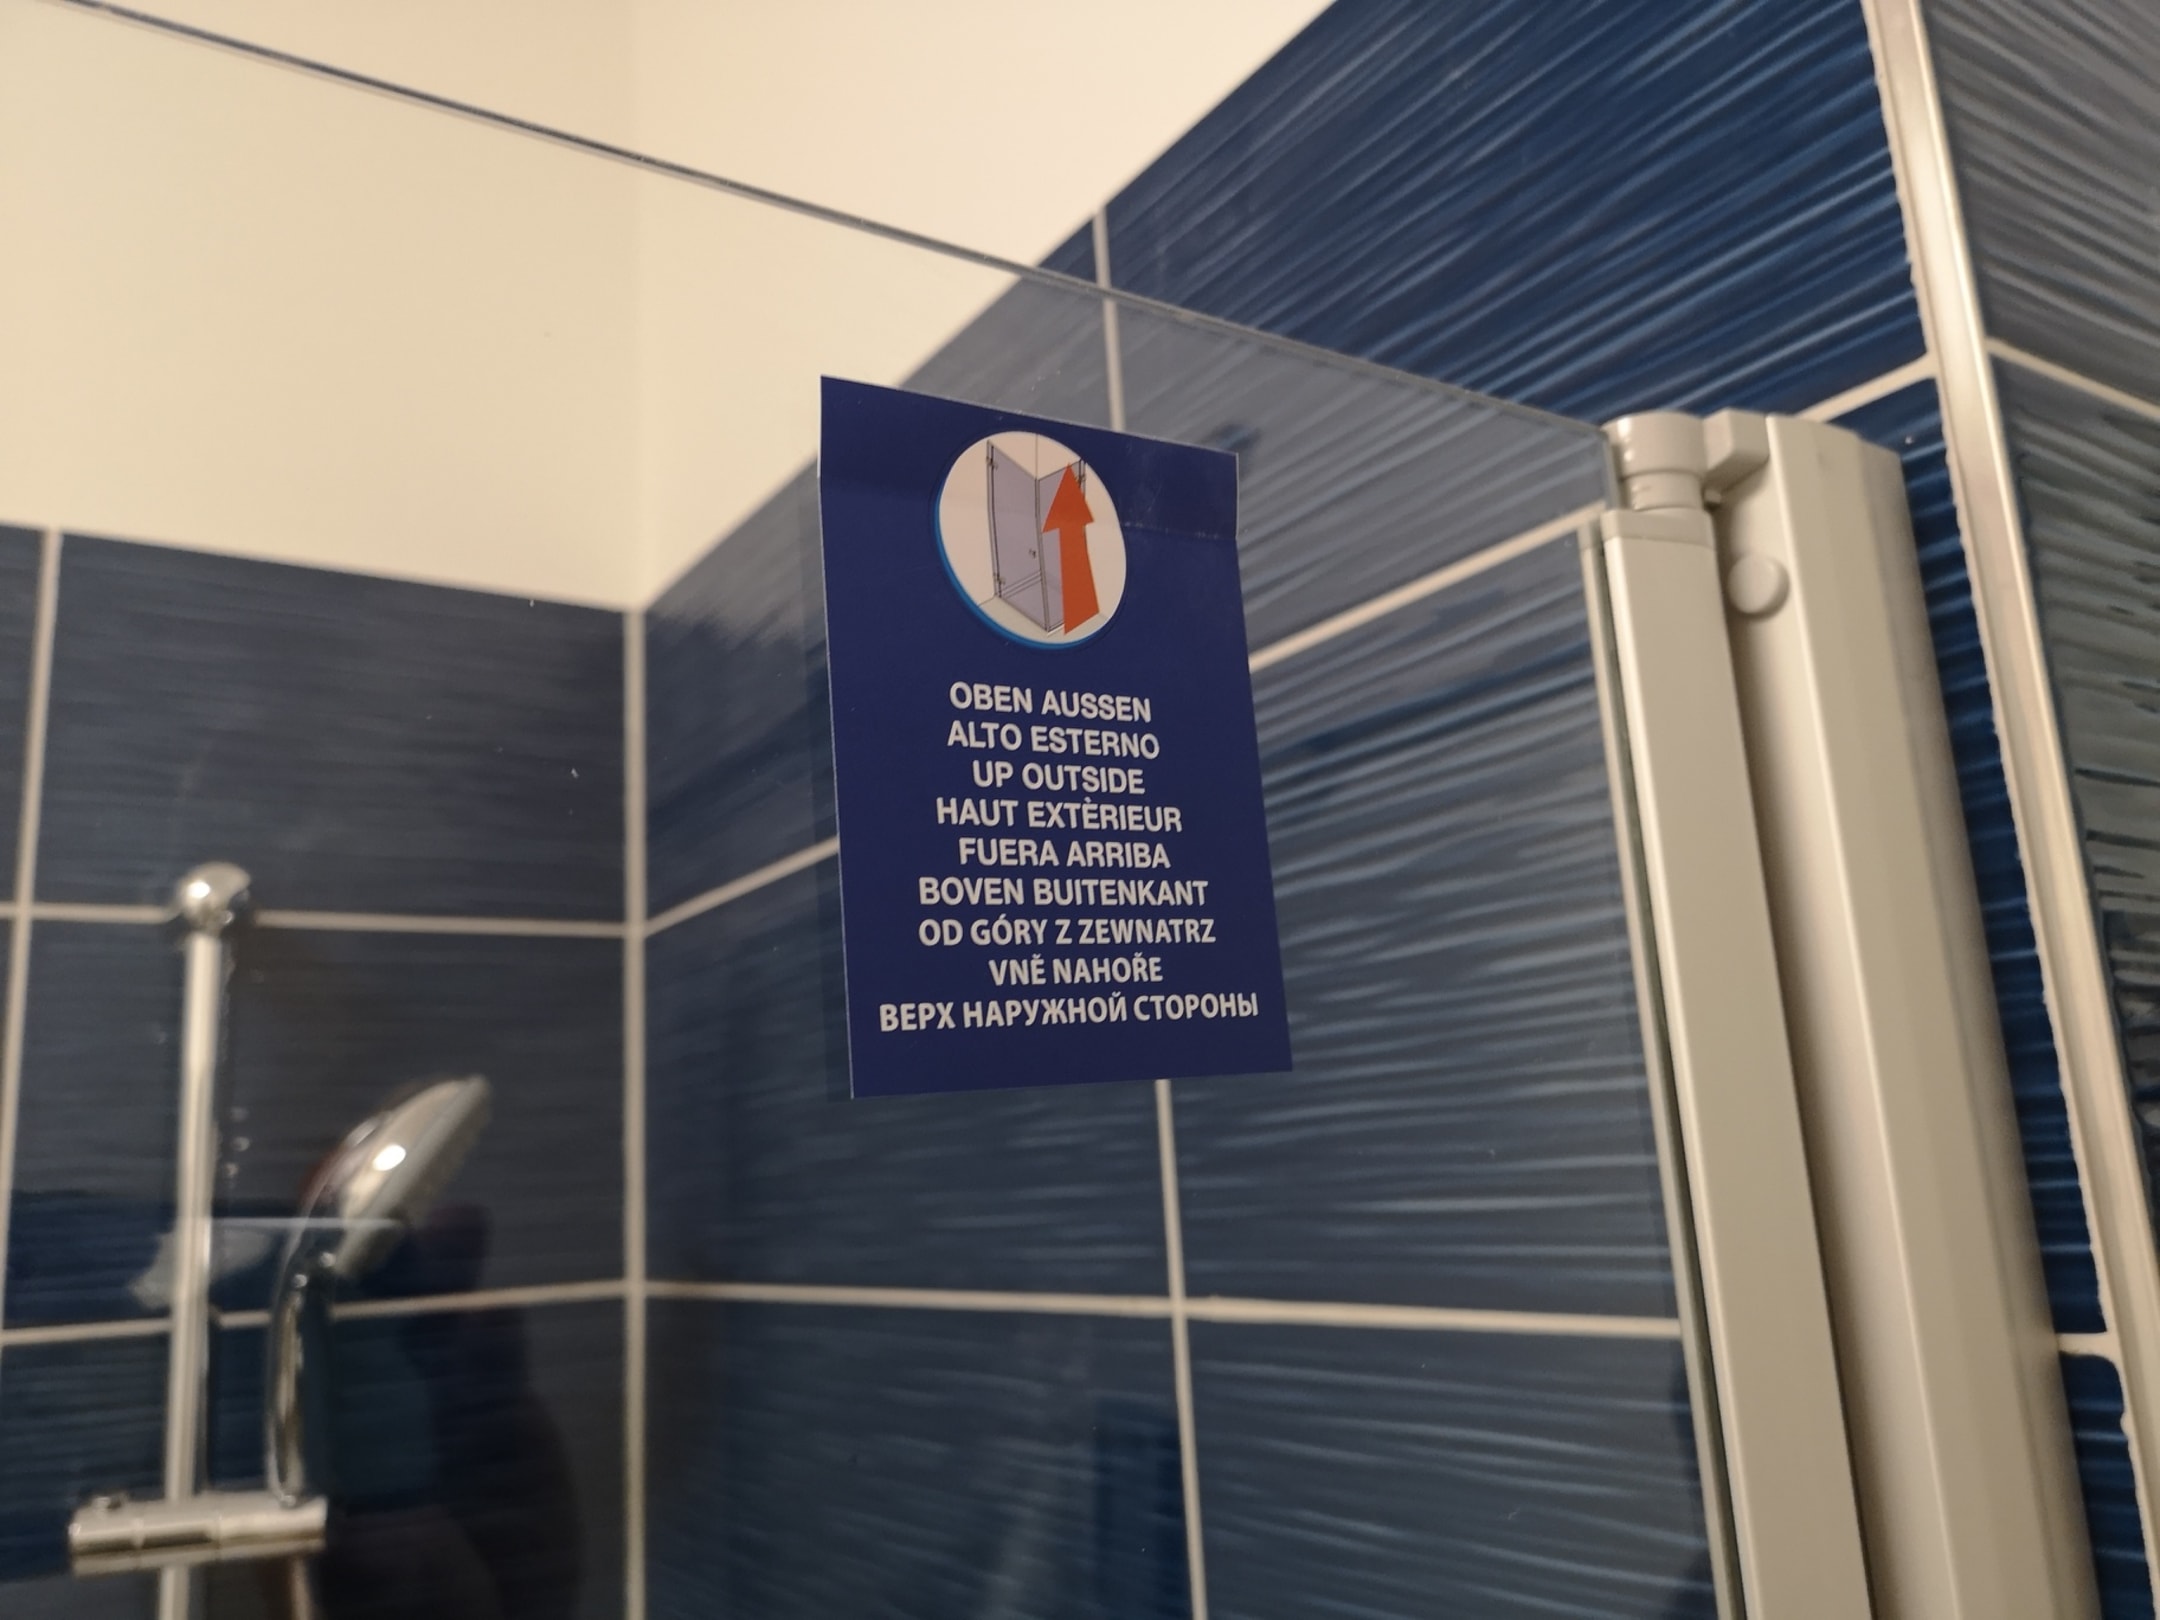 OBEN AUSSEN
ALTO ESTERNO
UP OUTSIDE
HAUT EXTÈRIEUR
FUERA ARRIBA
BOVEN BUITENKANT
OD GÓRY Z ZEWNATRZ
VNĚ NAHOŘE
ВЕРХ НАРУЖНОЙ СТОРОНЫ